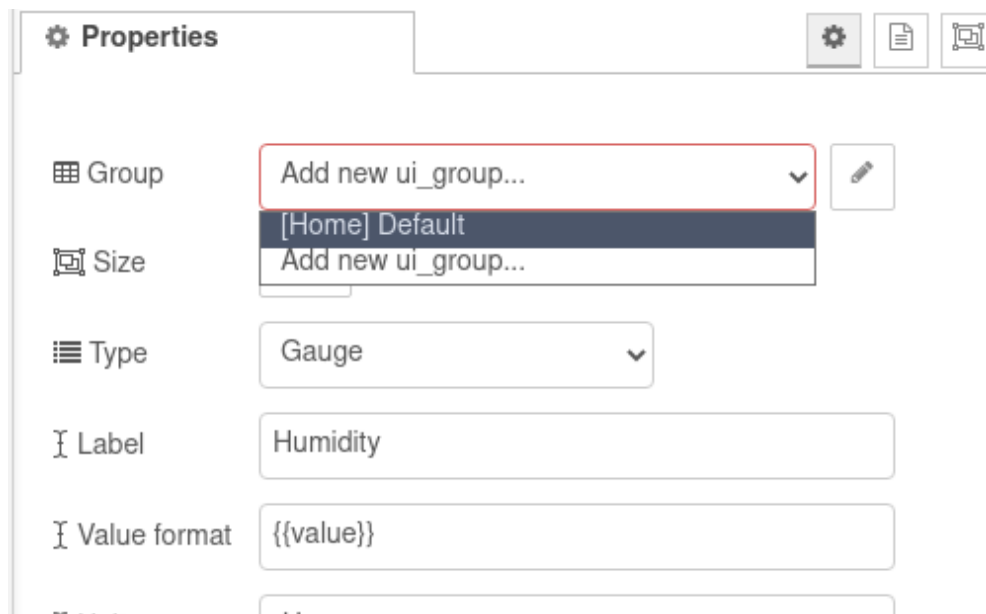 Properties
Group
Add new ui_group...
[Home] Default
Size
Add new ui_group...
Type
Gauge
Label
Humidity
Value format
{{value}}